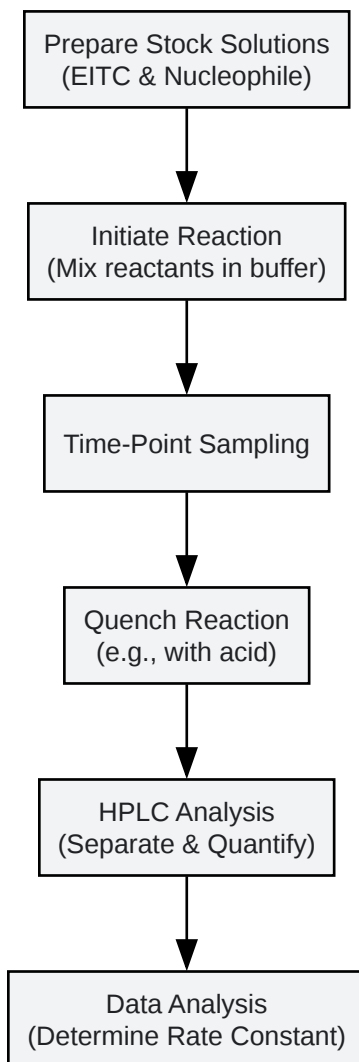 Prepare Stock Solutions
(EITC & Nucleophile)
Initiate Reaction
(Mix reactants in buffer)
Time-Point Sampling
Quench Reaction
(e.g., with acid)
HPLC Analysis
(Separate & Quantify)
Data Analysis
(Determine Rate Constant)